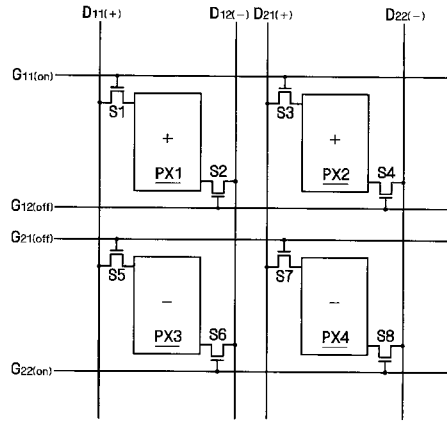 D11(+) D12(-) D21(+) D22(-)
G11(on)
S1 S3
+ +
PX1 S2 PX2 S4
G12(off)
G21(off)
S5 S7
- -
PX3 S6 PX4 S8
G22(on)